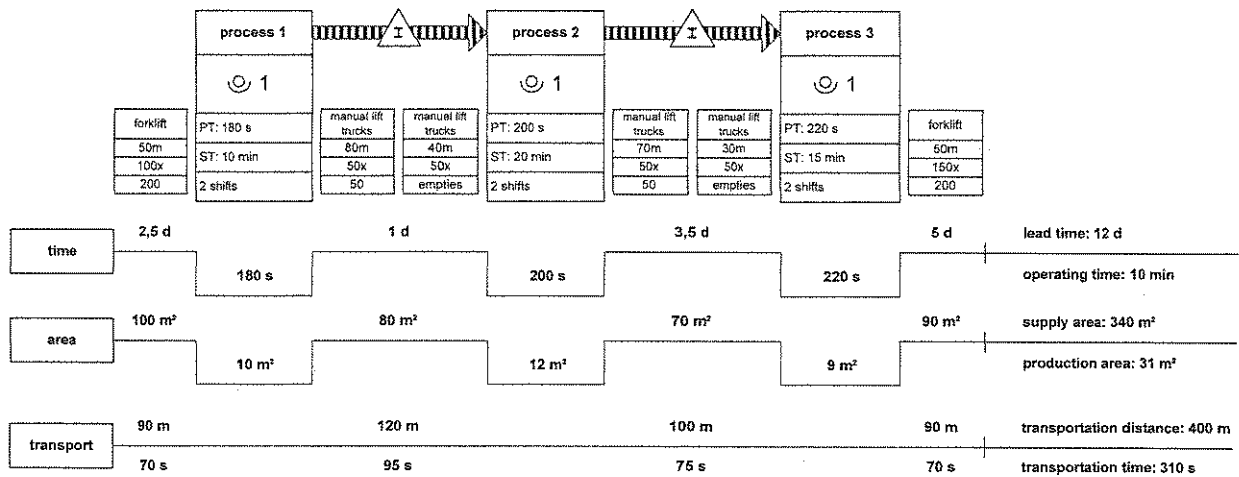 process 1
I
process 2
I
process 3
1
1
1
forklift
50m
100x
200
PT: 180 s
ST: 10 min
2 shifts
manual lift
trucks
80m
50x
50
manual lift
trucks
40m
50x
empties
PT: 200 s
ST: 20 min
2 shifts
manual lift
trucks
70m
50x
50
manual lift
trucks
30m
50x
empties
PT: 220 s
ST: 15 min
2 shifts
forklift
50m
150x
200
time
2,5 d
1 d
3,5 d
5 d
lead time: 12 d
180 s
200 s
220 s
operating time: 10 min
area
100 m²
80 m²
70 m²
90 m²
supply area: 340 m²
10 m²
12 m²
9 m²
production area: 31 m²
transport
90 m
120 m
100 m
90 m
transportation distance: 400 m
70 s
95 s
75 s
70 s
transportation time: 310 s